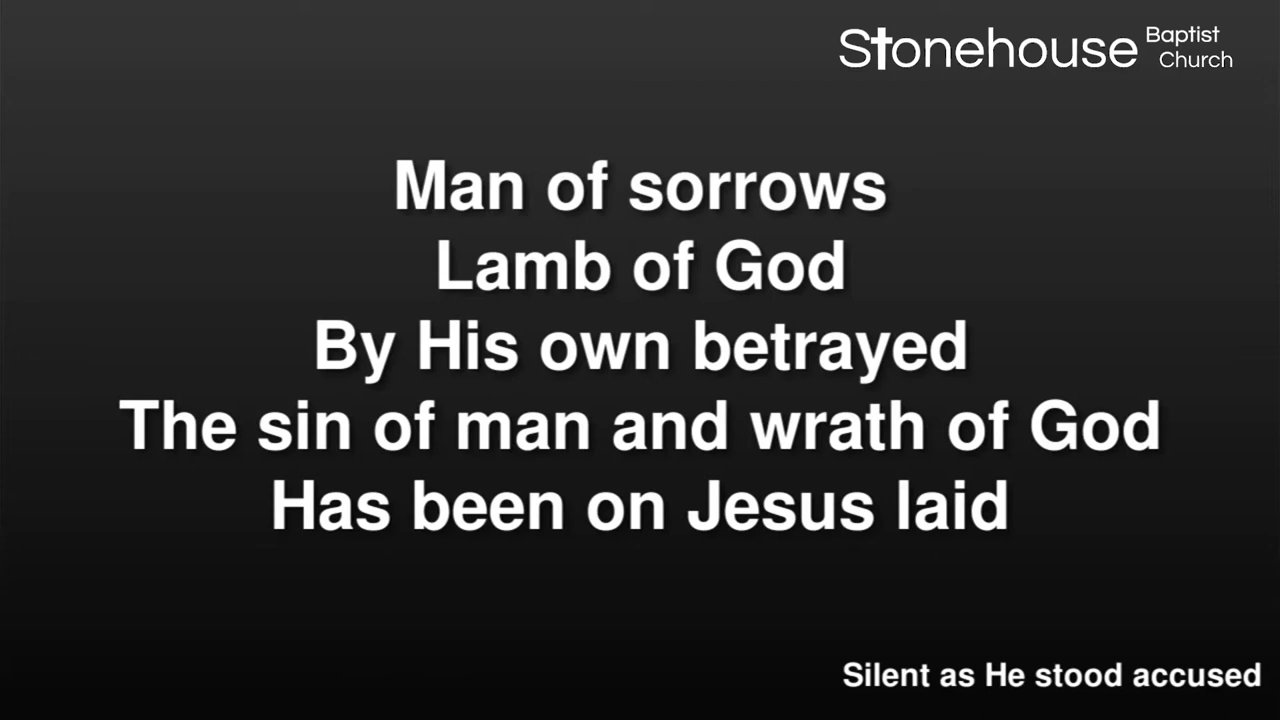 Stonehouse Baptist Church
Man of sorrows
Lamb of God
By His own betrayed
The sin of man and wrath of God
Has been on Jesus laid
Silent as He stood accused